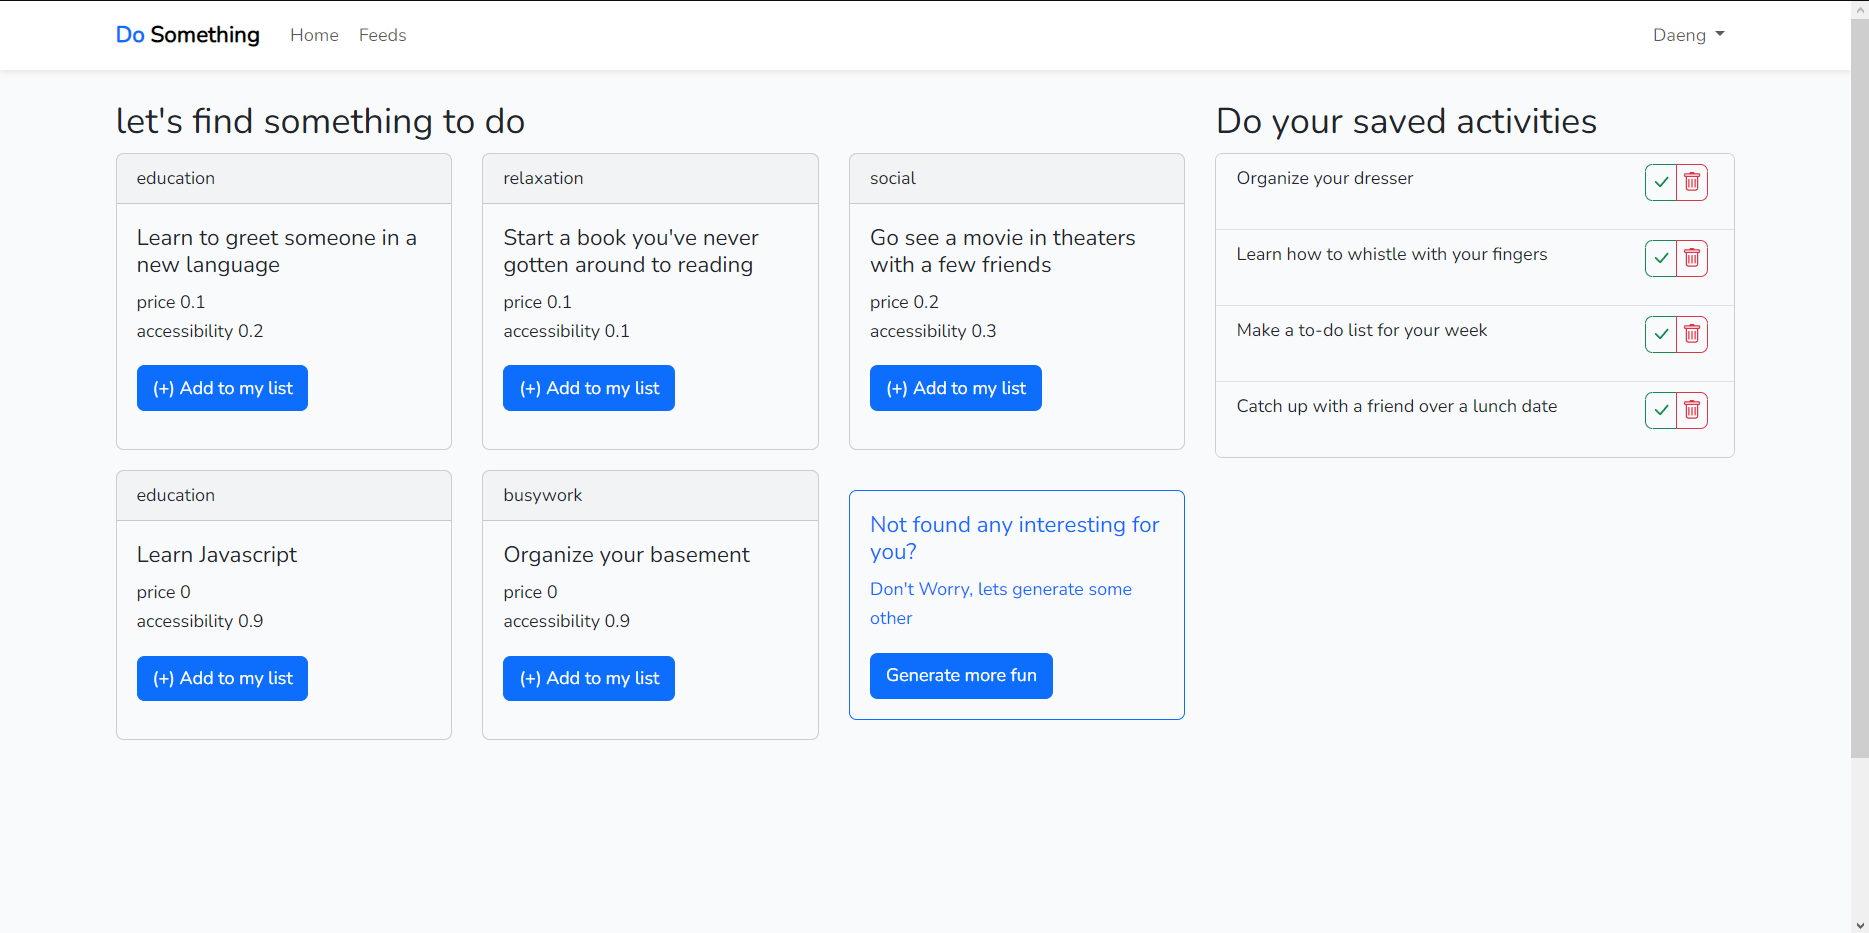 Do Something
Home
Feeds
Daeng
let's find something to do
education
Learn to greet someone in a
new language
price 0.1
accessibility 0.2
(+) Add to my list
relaxation
Start a book you've never
gotten around to reading
price 0.1
accessibility 0.1
(+) Add to my list
social
Go see a movie in theaters
with a few friends
price 0.2
accessibility 0.3
(+) Add to my list
education
Learn Javascript
price 0
accessibility 0.9
(+) Add to my list
busywork
Organize your basement
price 0
accessibility 0.9
(+) Add to my list
Not found any interesting for
you?
Don't Worry, lets generate some
other
Generate more fun
Do your saved activities
Organize your dresser
Learn how to whistle with your fingers
Make a to-do list for your week
Catch up with a friend over a lunch date